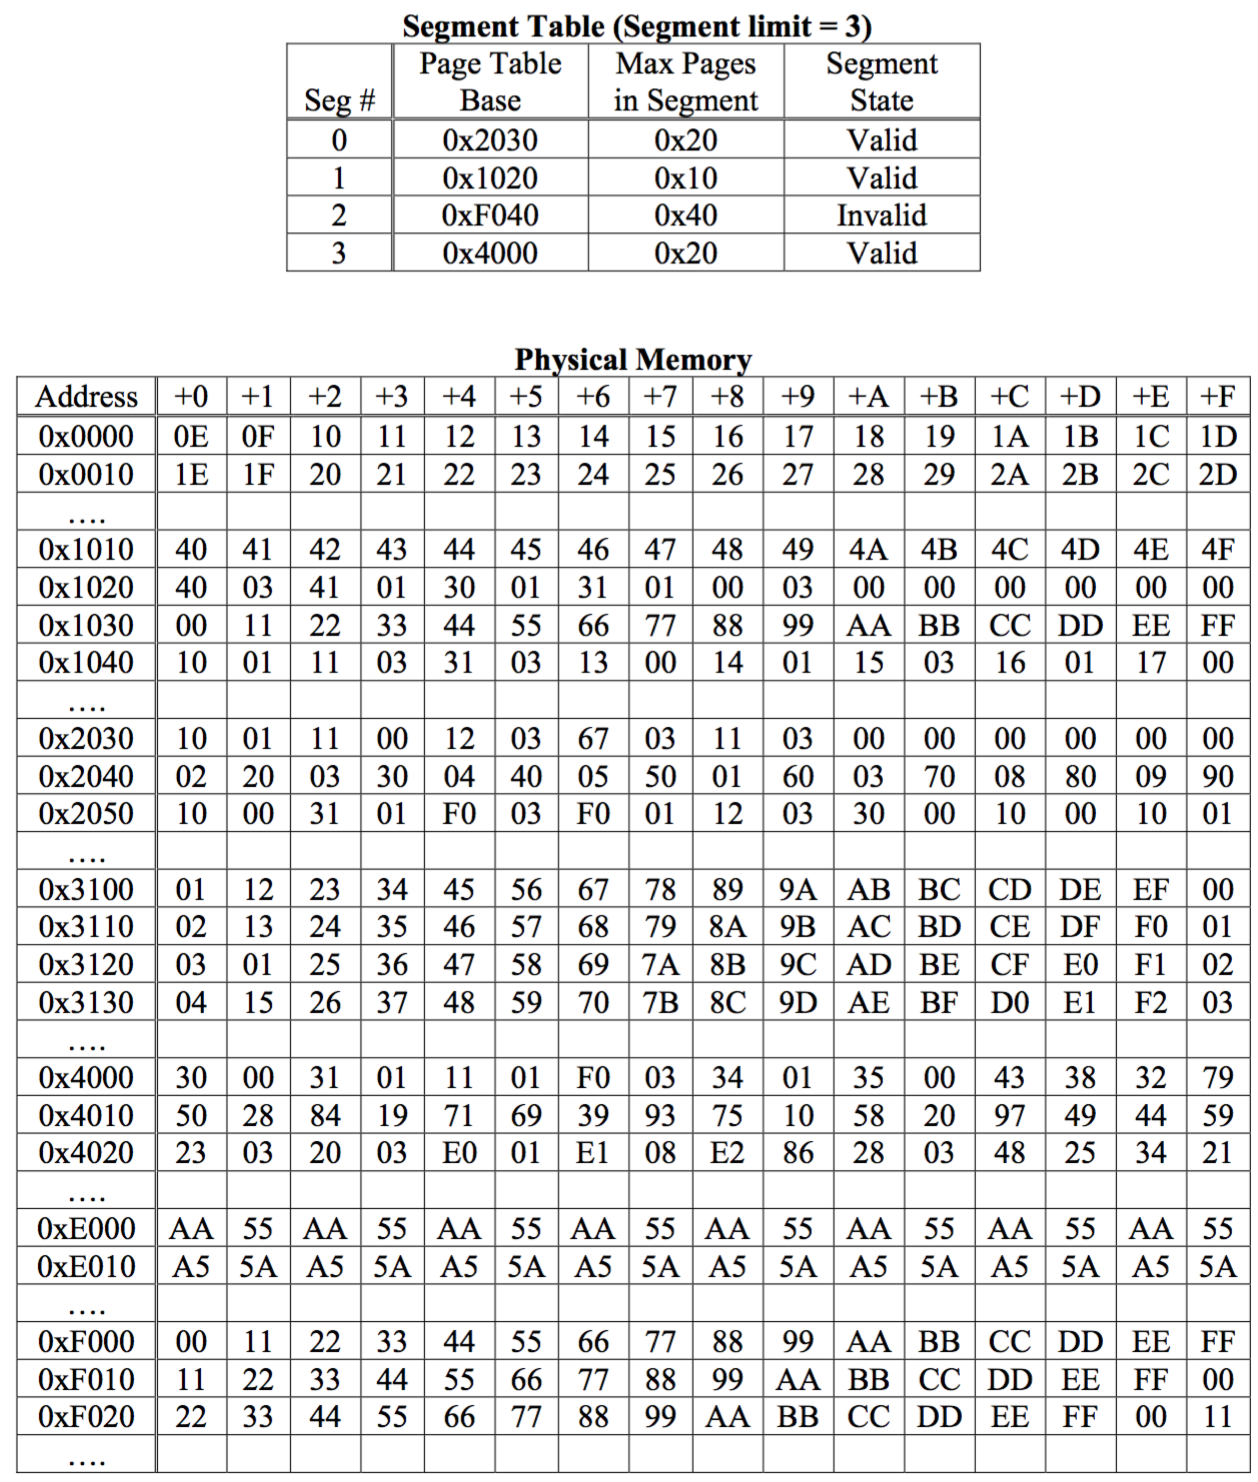 Segment Table (Segment limit = 3)
Seg # Page Table Base Max Pages in Segment Segment State
0 0x2030 0x20 Valid
1 0x1020 0x10 Valid
2 0xF040 0x40 Invalid
3 0x4000 0x20 Valid
Physical Memory
Address +0 +1 +2 +3 +4 +5 +6 +7 +8 +9 +A +B +C +D +E +F
0x0000 0E 0F 10 11 12 13 14 15 16 17 18 19 1A 1B 1C 1D
0x0010 1E 1F 20 21 22 23 24 25 26 27 28 29 2A 2B 2C 2D
....
0x1010 40 41 42 43 44 45 46 47 48 49 4A 4B 4C 4D 4E 4F
0x1020 40 03 41 01 30 01 31 01 00 03 00 00 00 00 00 00
0x1030 00 11 22 33 44 55 66 77 88 99 AA BB CC DD EE FF
0x1040 10 01 11 03 31 03 13 00 14 01 15 03 16 01 17 00
....
0x2030 10 01 11 00 12 03 67 03 11 03 00 00 00 00 00 00
0x2040 02 20 03 30 04 40 05 50 01 60 03 70 08 80 09 90
0x2050 10 00 31 01 F0 03 F0 01 12 03 30 00 10 00 10 01
....
0x3100 01 12 23 34 45 56 67 78 89 9A AB BC CD DE EF 00
0x3110 02 13 24 35 46 57 68 79 8A 9B AC BD CE DF F0 01
0x3120 03 01 25 36 47 58 69 7A 8B 9C AD BE CF E0 F1 02
0x3130 04 15 26 37 48 59 70 7B 8C 9D AE BF D0 E1 F2 03
....
0x4000 30 00 31 01 11 01 F0 03 34 01 35 00 43 38 32 79
0x4010 50 28 84 19 71 69 39 93 75 10 58 20 97 49 44 59
0x4020 23 03 20 03 E0 01 E1 08 E2 86 28 03 48 25 34 21
....
0xE000 AA 55 AA 55 AA 55 AA 55 AA 55 AA 55 AA 55 AA 55
0xE010 A5 5A A5 5A A5 5A A5 5A A5 5A A5 5A A5 5A A5 5A
....
0xF000 00 11 22 33 44 55 66 77 88 99 AA BB CC DD EE FF
0xF010 11 22 33 44 55 66 77 88 99 AA BB CC DD EE FF 00
0xF020 22 33 44 55 66 77 88 99 AA BB CC DD EE FF 00 11
....